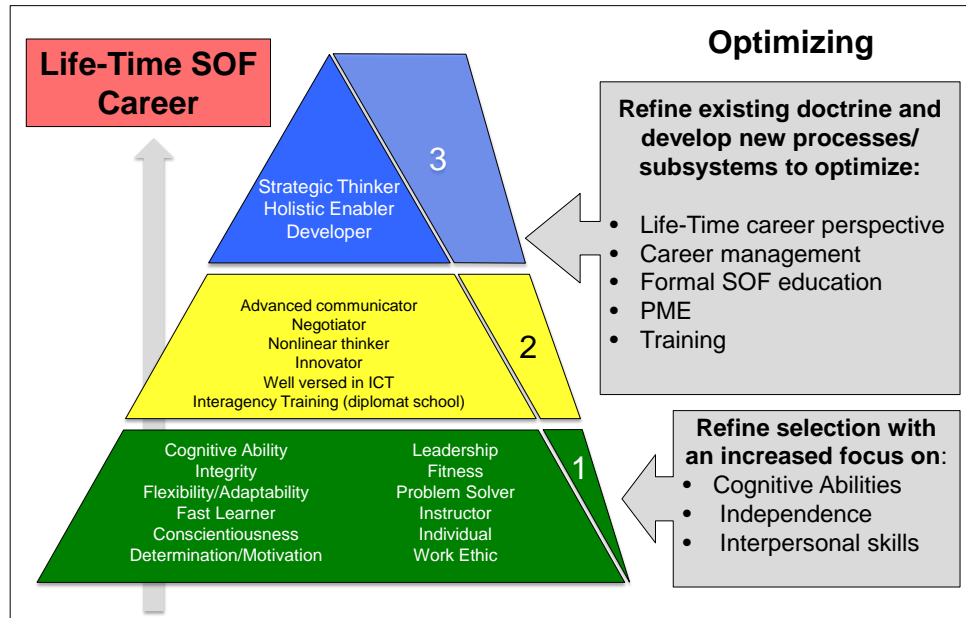 Life-Time SOF
Career
Optimizing
3
Strategic Thinker
Holistic Enabler
Developer
Refine existing doctrine and
develop new processes/
subsystems to optimize:
• Life-Time career perspective
• Career management
• Formal SOF education
• PME
• Training
2
Advanced communicator
Negotiator
Nonlinear thinker
Innovator
Well versed in ICT
Interagency Training (diplomat school)
1
Cognitive Ability
Integrity
Flexibility/Adaptability
Fast Learner
Conscientiousness
Determination/Motivation
Leadership
Fitness
Problem Solver
Instructor
Individual
Work Ethic
Refine selection with
an increased focus on:
• Cognitive Abilities
• Independence
• Interpersonal skills